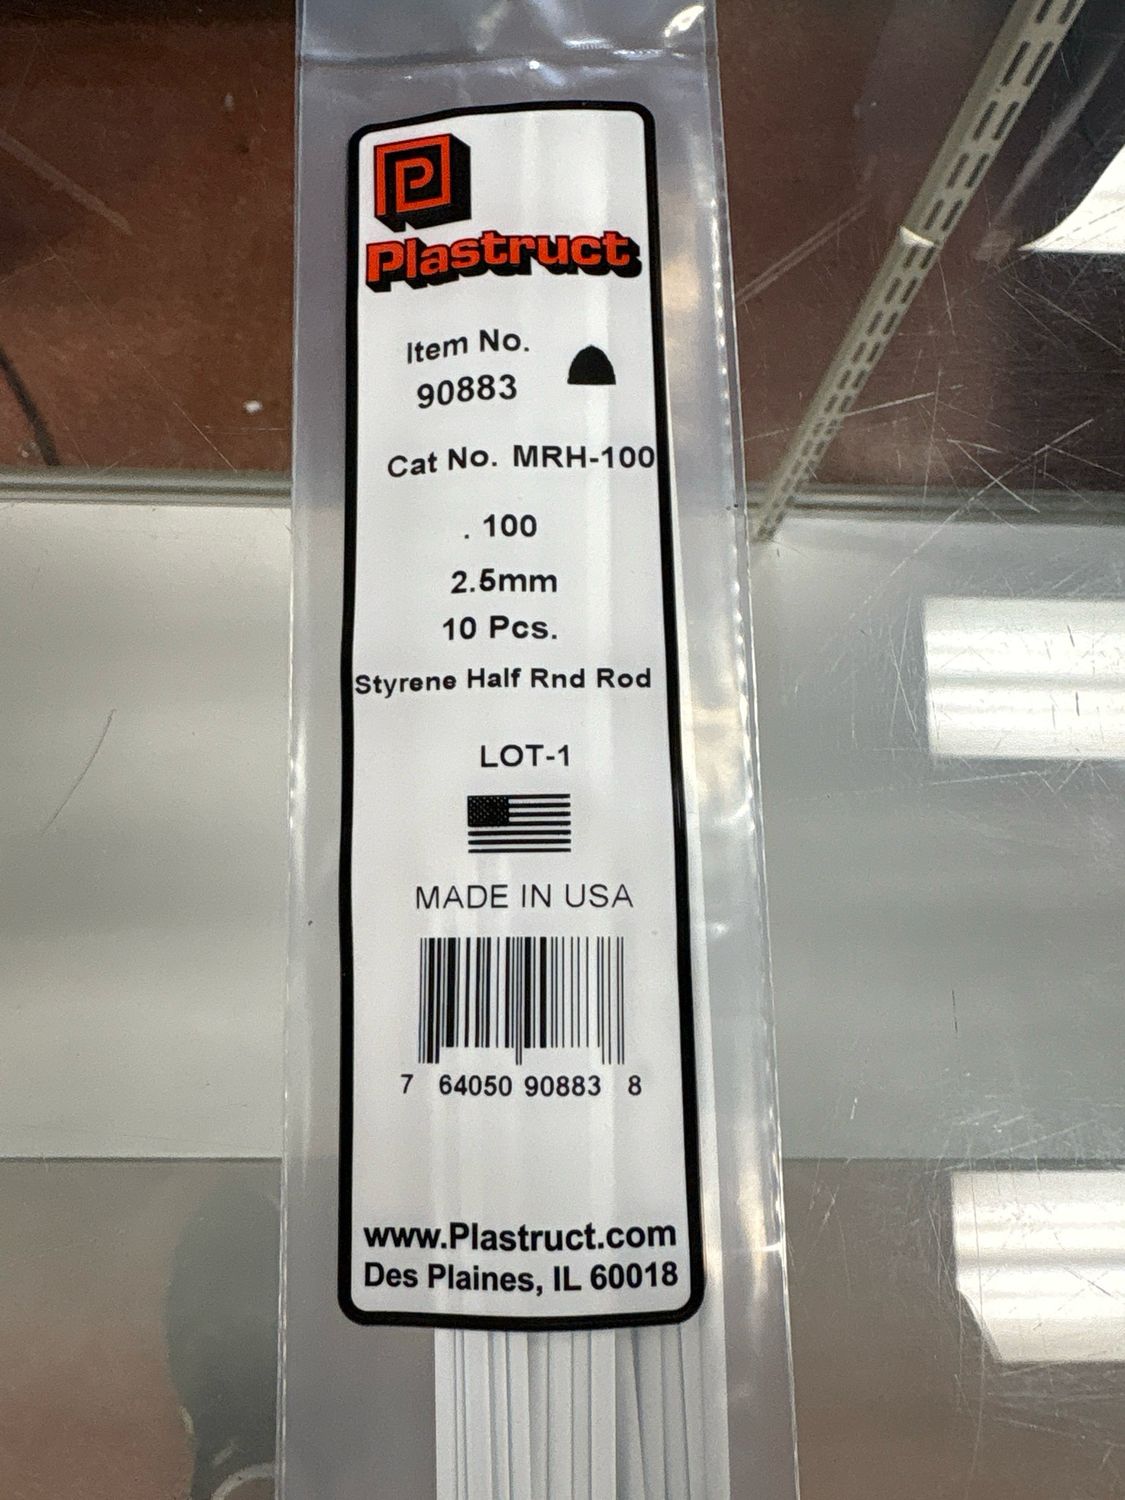 Plastruct
Item No.
90883
Cat No. MRH-100
. 100
2.5mm
10 Pcs.
Styrene Half Rnd Rod
LOT-1
MADE IN USA
7 64050 90883 8
www.Plastruct.com
Des Plaines, IL 60018